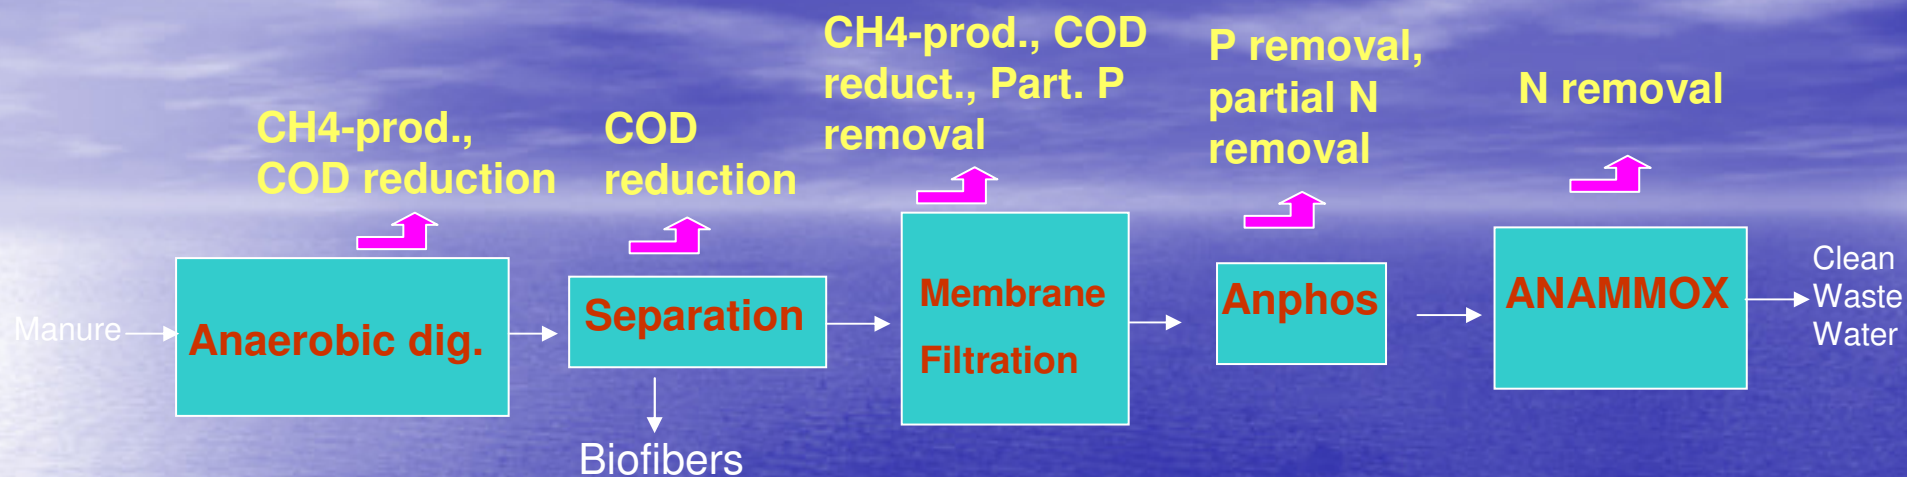 CH4-prod., COD
reduct., Part. P
removal
P removal,
partial N
removal
N removal
CH4-prod.,
COD reduction
COD
reduction
Manure
Anaerobic dig.
Separation
Membrane
Filtration
Anphos
ANAMMOX
Clean
Waste
Water
Biofibers